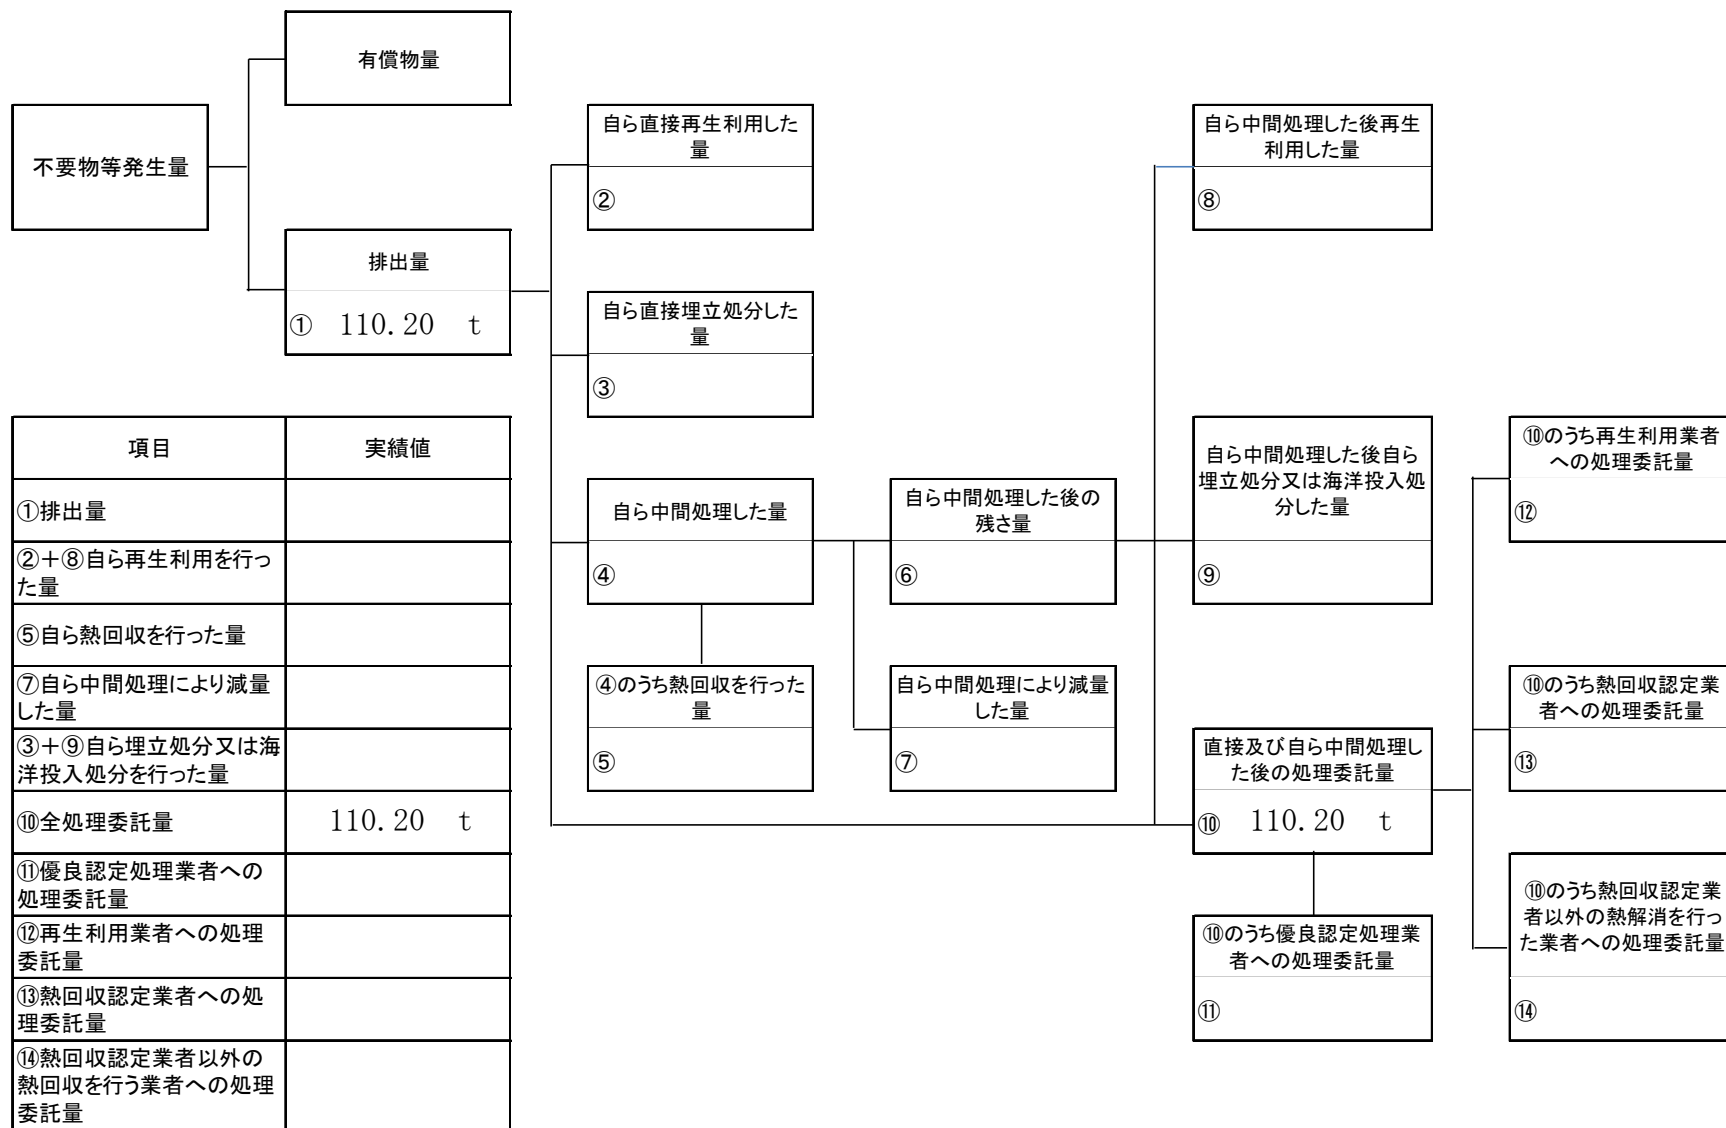 有償物量
不要物等発生量
排出量
① 110.20 t
自ら直接再生利用した
量
②
自ら直接埋立処分した
量
③
自ら中間処理した量
④
④のうち熱回収を行った
量
⑤
自ら中間処理した後の
残さ量
⑥
自ら中間処理により減量
した量
⑦
自ら中間処理した後再生
利用した量
⑧
自ら中間処理した後自ら
埋立処分又は海洋投入処
分した量
⑨
直接及び自ら中間処理し
た後の処理委託量
⑩ 110.20 t
⑩のうち優良認定処理業
者への処理委託量
⑪
⑩のうち再生利用業者
への処理委託量
⑫
⑩のうち熱回収認定業
者への処理委託量
⑬
⑩のうち熱回収認定業
者以外の熱解消を行っ
た業者への処理委託量
⑭
項目 実績値
①排出量
②＋⑧自ら再生利用を行っ
た量
⑤自ら熱回収を行った量
⑦自ら中間処理により減量
した量
③＋⑨自ら埋立処分又は海
洋投入処分を行った量
⑩全処理委託量 110.20 t
⑪優良認定処理業者への
処理委託量
⑫再生利用業者への処理
委託量
⑬熱回収認定業者への処
理委託量
⑭熱回収認定業者以外の
熱回収を行う業者への処理
委託量